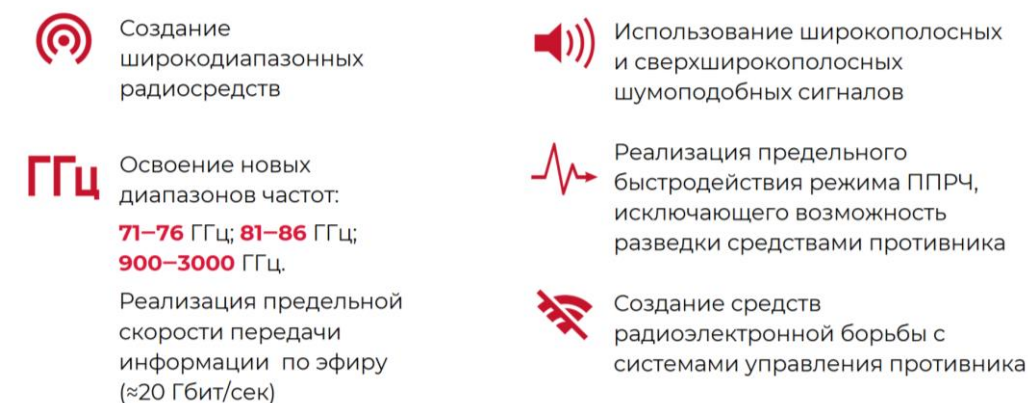 Создание
широкодиапазонных
радиосредств
ГГц
Освоение новых
диапазонов частот:
71–76 ГГц; 81–86 ГГц;
900–3000 ГГц.
Реализация предельной
скорости передачи
информации по эфиру
(≈20 Гбит/сек)
Использование широкополосных
и сверхширокополосных
шумоподобных сигналов
Реализация предельного
быстродействия режима ППРЧ,
исключающего возможность
разведки средствами противника
Создание средств
радиоэлектронной борьбы с
системами управления противника